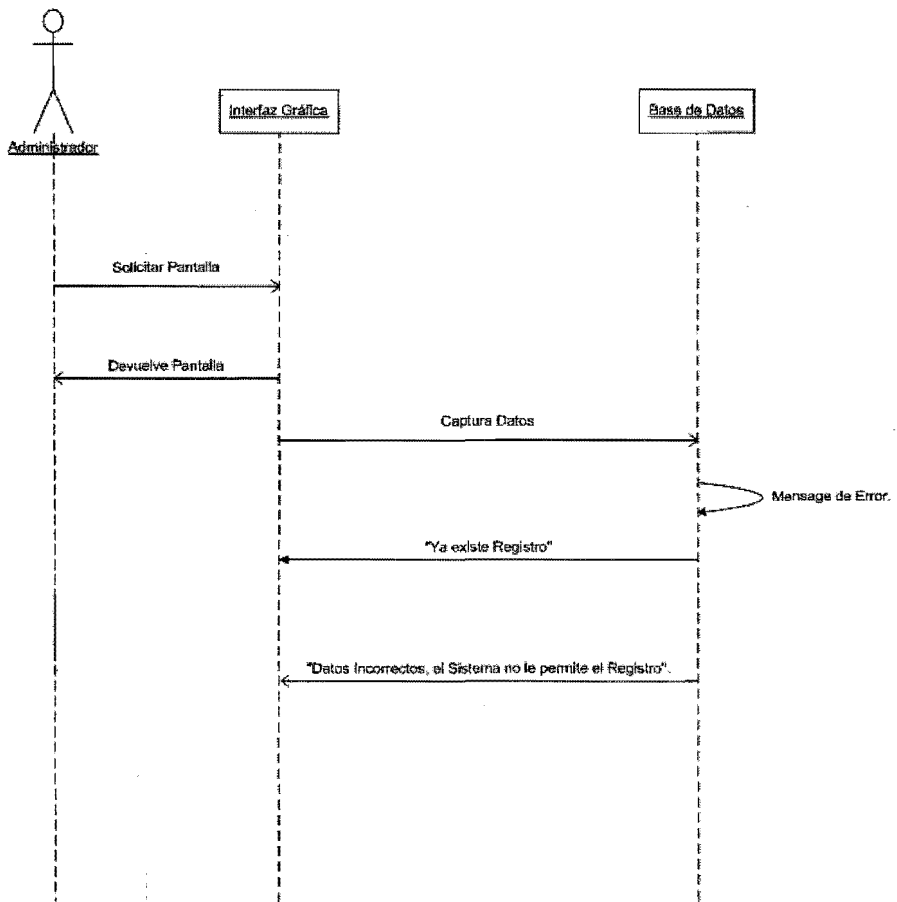 Interfaz Gráfica
Base de Datos
Administrador
Solicitar Pantalla
Devuelve Pantalla
Captura Datos
Mensage de Error.
"Ya existe Registro"
"Datos Incorrectos, el Sistema no le permite el Registro".